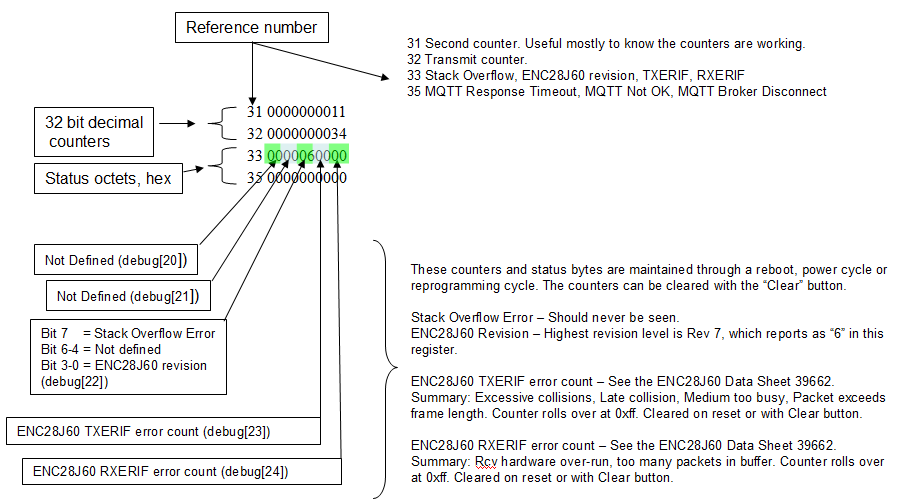 Reference number
31 Second counter. Useful mostly to know the counters are working.
32 Transmit counter.
33 Stack Overflow, ENC28J60 revision, TXERIF, RXERIF
35 MQTT Response Timeout, MQTT Not OK, MQTT Broker Disconnect
32 bit decimal
counters
Status octets, hex
31 0000000011
32 0000000034
33 0000060000
35 0000000000
Not Defined (debug[20])
Not Defined (debug[21])
Bit 7 = Stack Overflow Error
Bit 6-4 = Not defined
Bit 3-0 = ENC28J60 revision
(debug[22])
ENC28J60 TXERIF error count (debug[23])
ENC28J60 RXERIF error count (debug[24])
These counters and status bytes are maintained through a reboot, power cycle or
reprogramming cycle. The counters can be cleared with the “Clear” button.
Stack Overflow Error – Should never be seen.
ENC28J60 Revision – Highest revision level is Rev 7, which reports as “6” in this
register.
ENC28J60 TXERIF error count – See the ENC28J60 Data Sheet 39662.
Summary: Excessive collisions, Late collision, Medium too busy, Packet exceeds
frame length. Counter rolls over at 0xff. Cleared on reset or with Clear button.
ENC28J60 RXERIF error count – See the ENC28J60 Data Sheet 39662.
Summary: Rcv hardware over-run, too many packets in buffer. Counter rolls over
at 0xff. Cleared on reset or with Clear button.